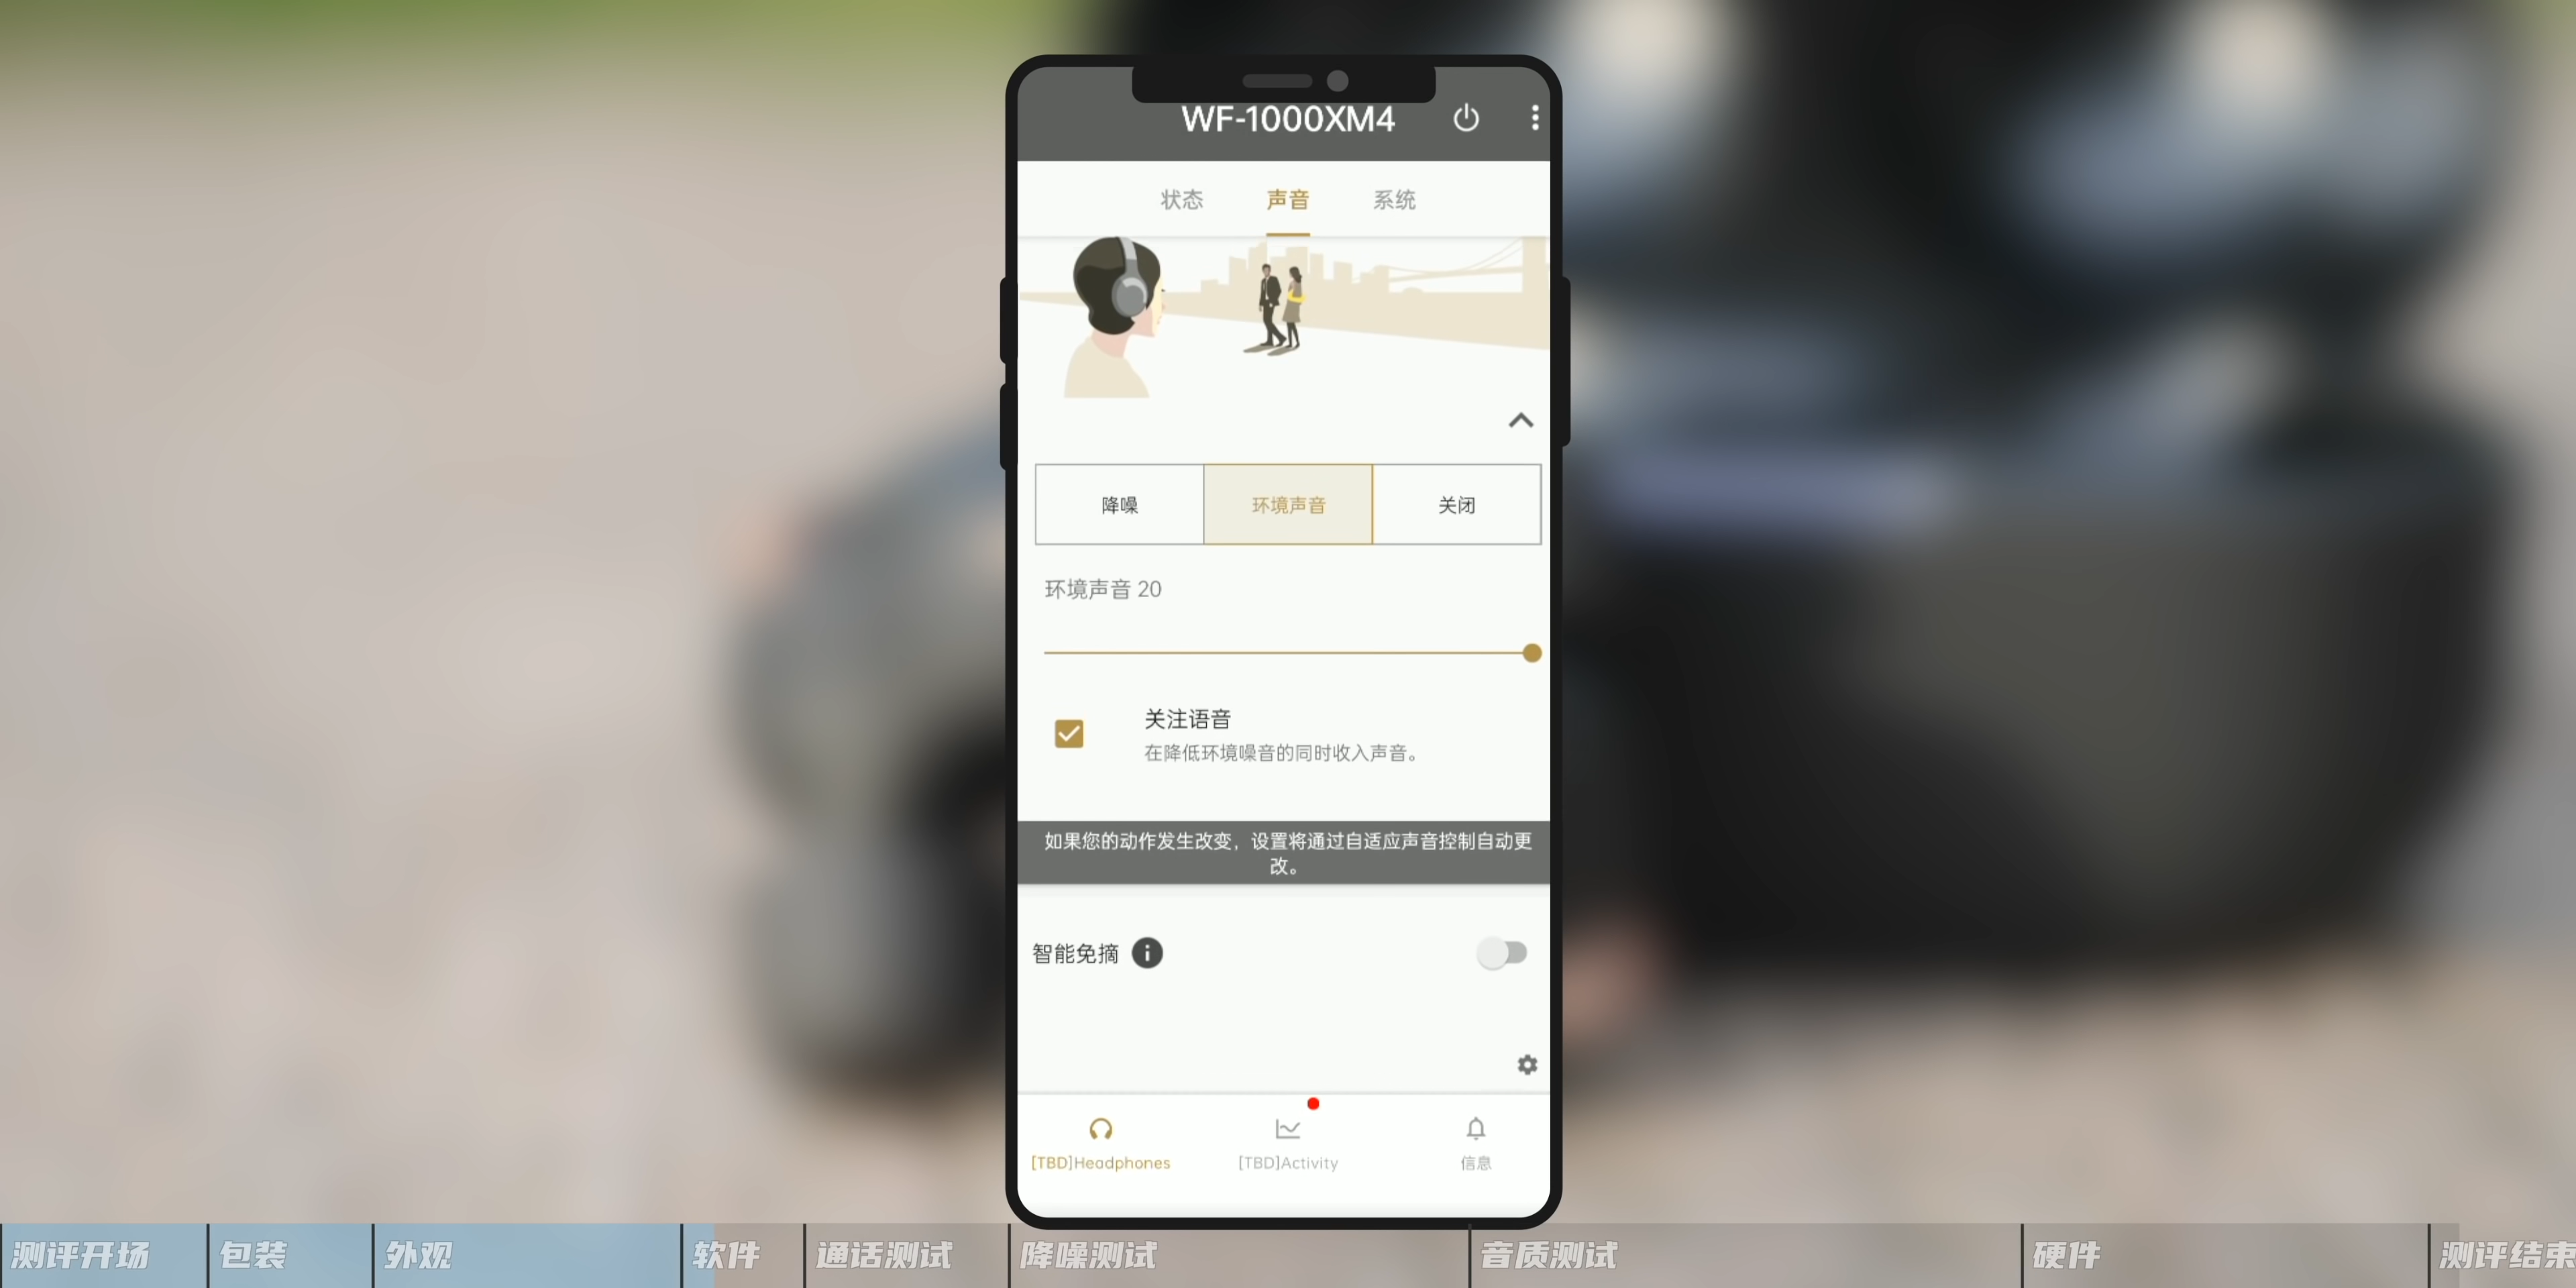 WF-1000XM4
状态 声音 系统
降噪 环境声音 关闭
环境声音 20
关注语音
在降低环境噪音的同时收入声音。
如果您的动作发生改变，设置将通过自适应声音控制自动更
改。
智能免摘
[TBD]Headphones [TBD]Activity 信息
测评开场 包装 外观 软件 通话测试 降噪测试 音质测试 硬件 测评结束